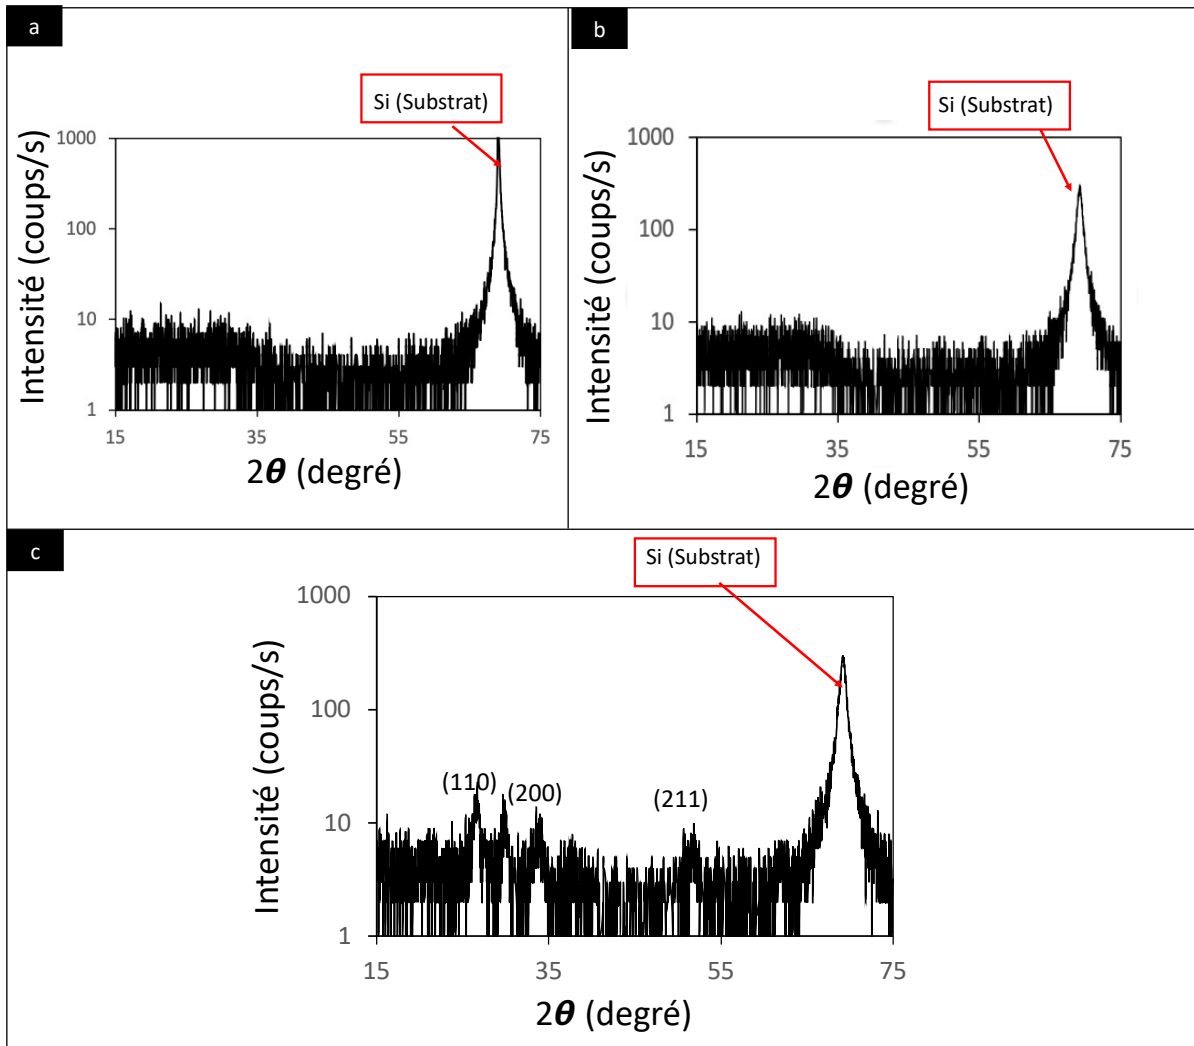 a
Si (Substrat)
Intensité (coups/s)
1000
100
10
1
15 35 55 75
2θ (degré)
b
Si (Substrat)
Intensité (coups/s)
1000
100
10
1
15 35 55 75
2θ (degré)
c
Si (Substrat)
Intensité (coups/s)
1000
100
10
1
(110) (200) (211)
15 35 55 75
2θ (degré)